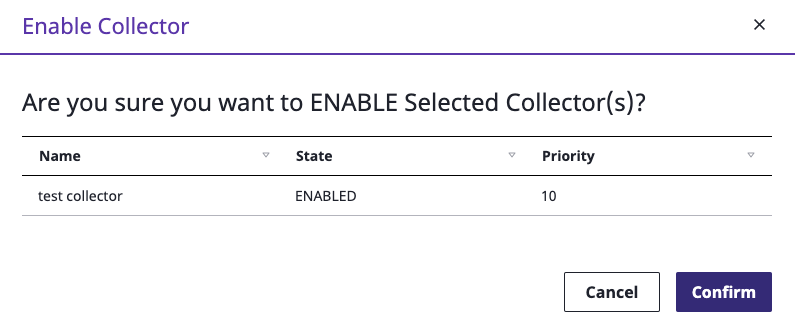 Enable Collector
Are you sure you want to ENABLE Selected Collector(s)?
Name State Priority
test collector ENABLED 10
Cancel Confirm